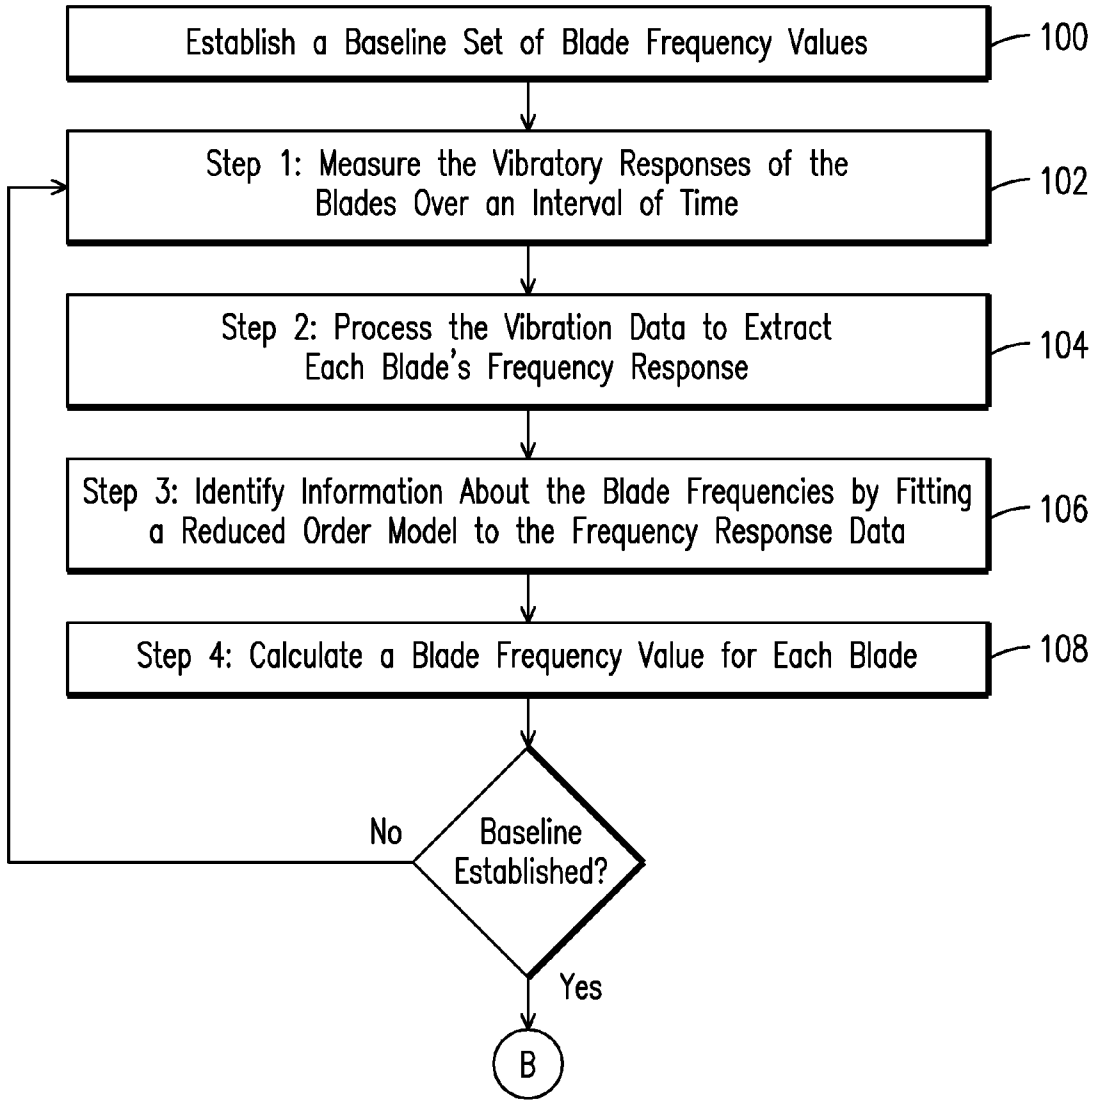 Establish a Baseline Set of Blade Frequency Values
100
Step 1: Measure the Vibratory Responses of the
Blades Over an Interval of Time
102
Step 2: Process the Vibration Data to Extract
Each Blade's Frequency Response
104
Step 3: Identify Information About the Blade Frequencies by Fitting
a Reduced Order Model to the Frequency Response Data
106
Step 4: Calculate a Blade Frequency Value for Each Blade
108
No
Baseline
Established?
Yes
B